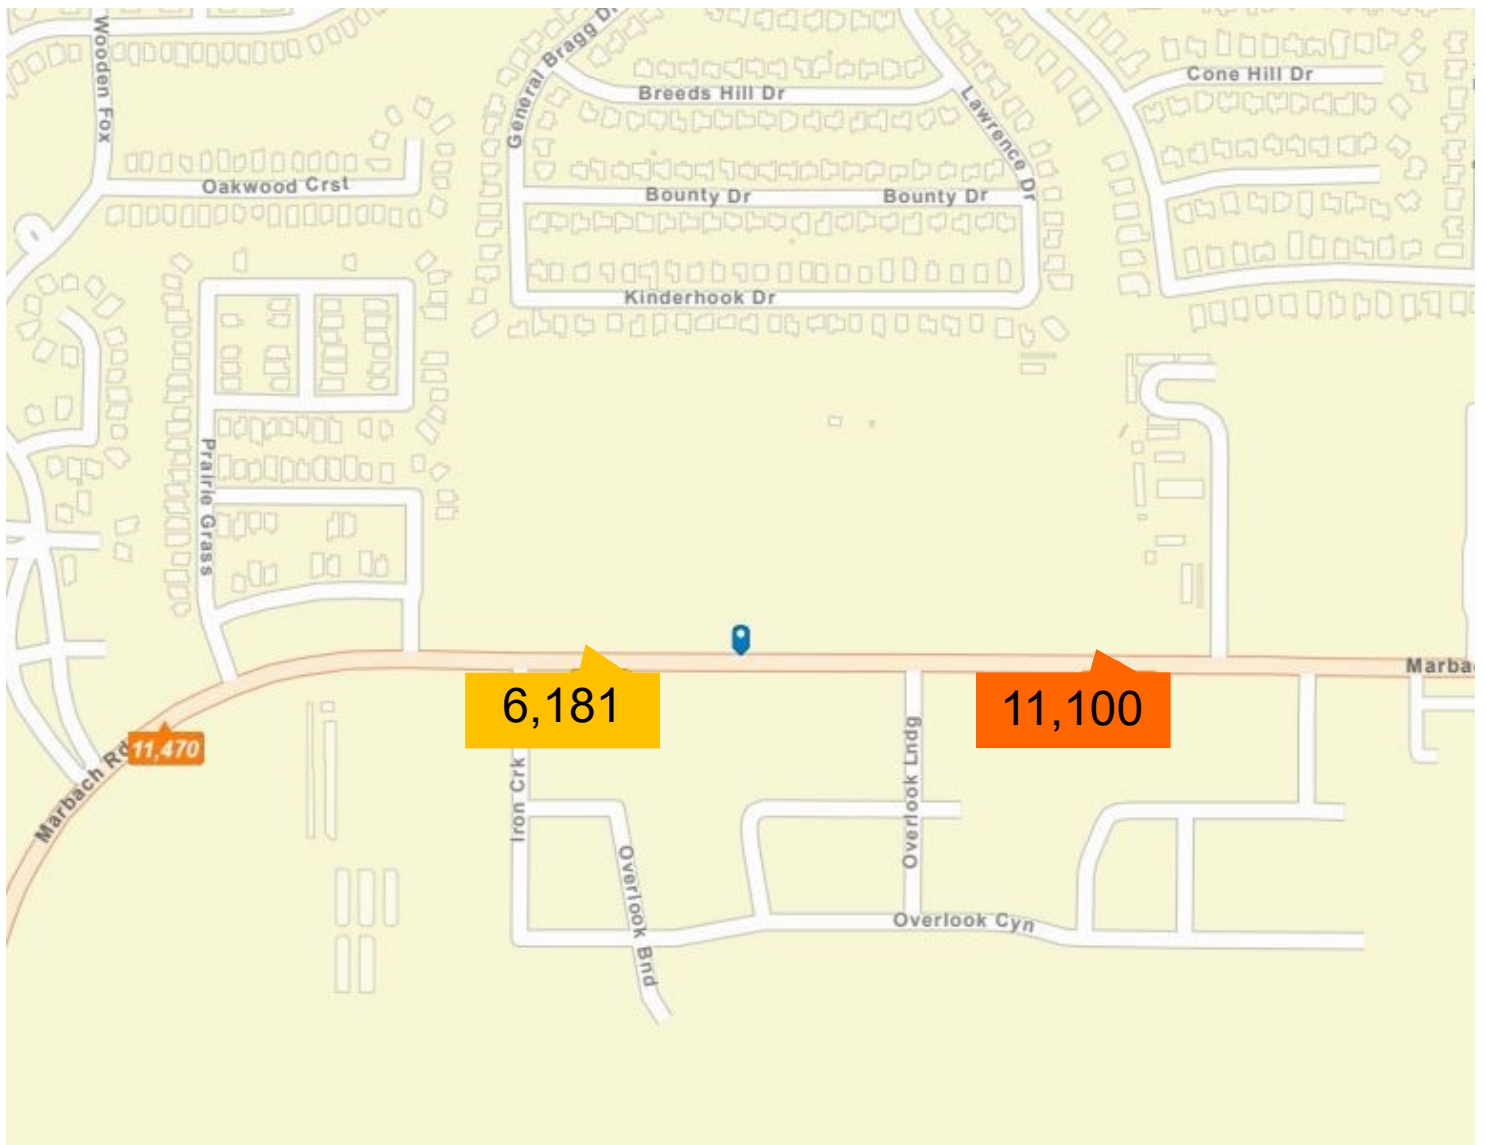 Wooden Fox
General Bragg Dr
Breeds Hill Dr
Lawrence Dr
Cone Hill Dr
Oakwood Crst
Bounty Dr
Bounty Dr
Kinderhook Dr
Prairie Grass
Marba
6,181
11,100
11,470
Marbach Rd
Iron Crk
Overlook Lndg
Overlook Bnd
Overlook Cyn